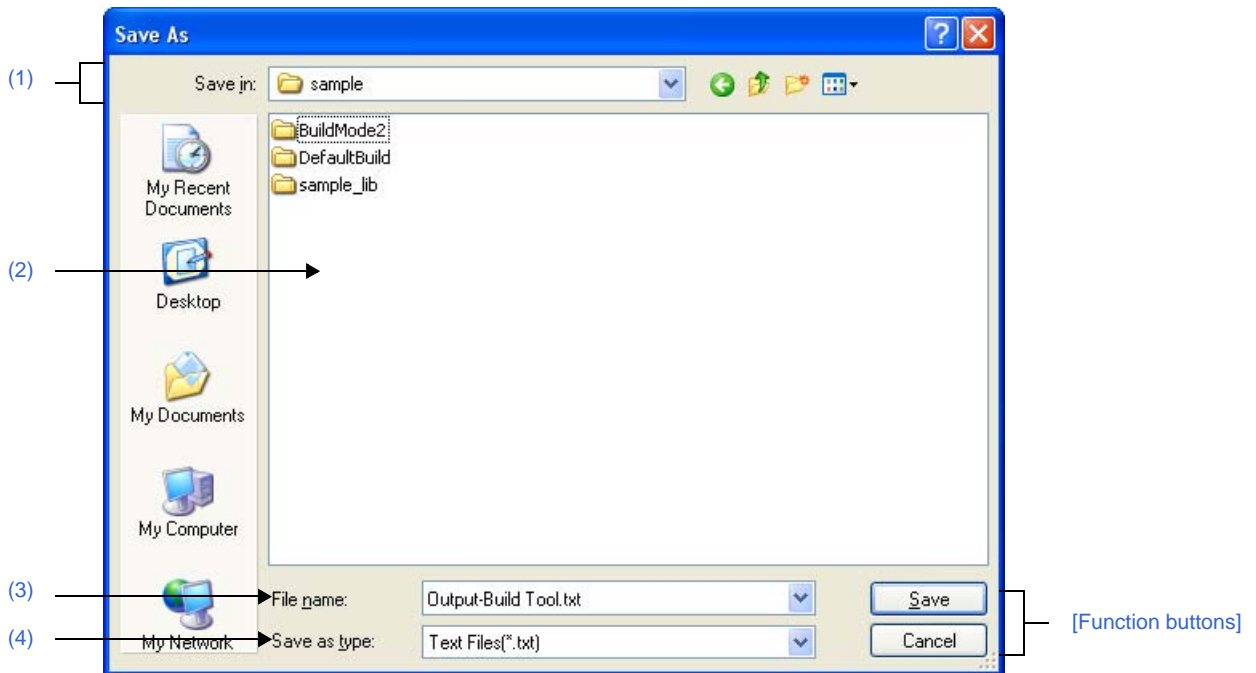 Save As
(1)
Save in:
sample
BuildMode2
DefaultBuild
sample_lib
My Recent
Documents
(2)
Desktop
My Documents
My Computer
(3)
File name:
Output-Build Tool.txt
Save
[Function buttons]
(4)
My Network
Save as type:
Text Files(*.txt)
Cancel